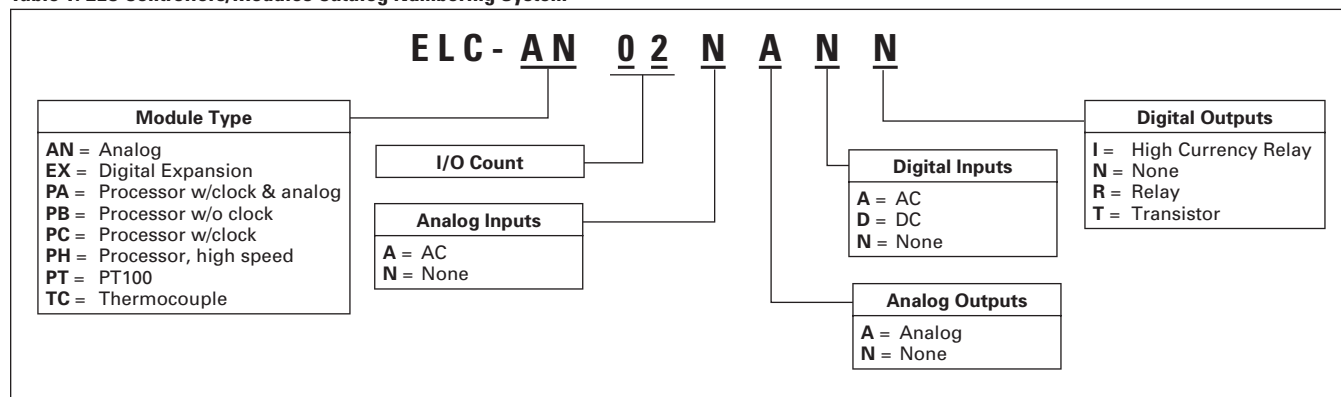 Table 1. ELC Controllers/Modules Catalog Numbering System
ELC- AN 02 N A N N
Module Type
AN = Analog
EX = Digital Expansion
PA = Processor w/clock & analog
PB = Processor w/o clock
PC = Processor w/clock
PH = Processor, high speed
PT = PT100
TC = Thermocouple
I/O Count
Analog Inputs
A = AC
N = None
Digital Inputs
A = AC
D = DC
N = None
Analog Outputs
A = Analog
N = None
Digital Outputs
I = High Currency Relay
N = None
R = Relay
T = Transistor